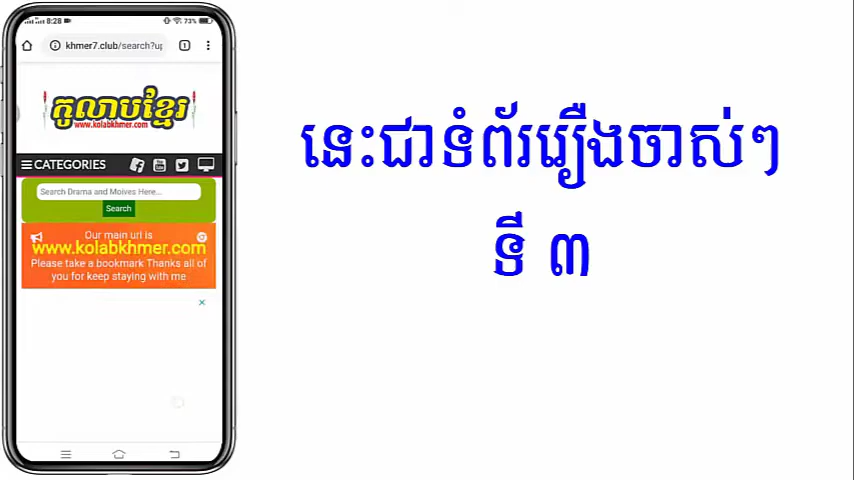 8:28
73%
khmer7.club/search?up
1
កូលាបខ្មែរ
www.kolabkhmer.com
CATEGORIES
Search Drama and Moives Here...
Search
Our main url is
www.kolabkhmer.com
Please take a bookmark Thanks all of
you for keep staying with me
នេះជាទំព័ររឿងចាស់ៗ
ទី ៣